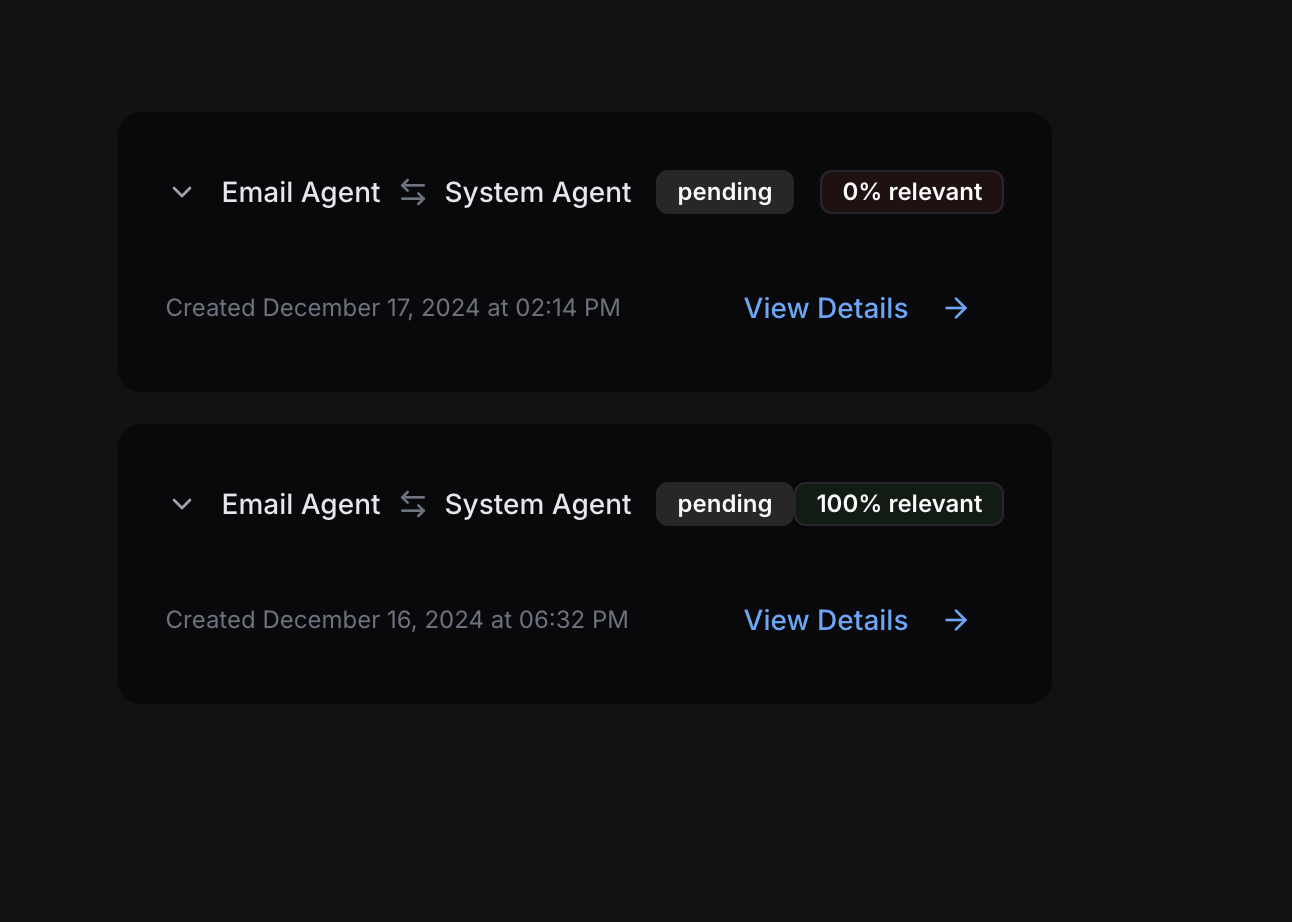 Email Agent System Agent pending 0% relevant
Created December 17, 2024 at 02:14 PM View Details
Email Agent System Agent pending 100% relevant
Created December 16, 2024 at 06:32 PM View Details